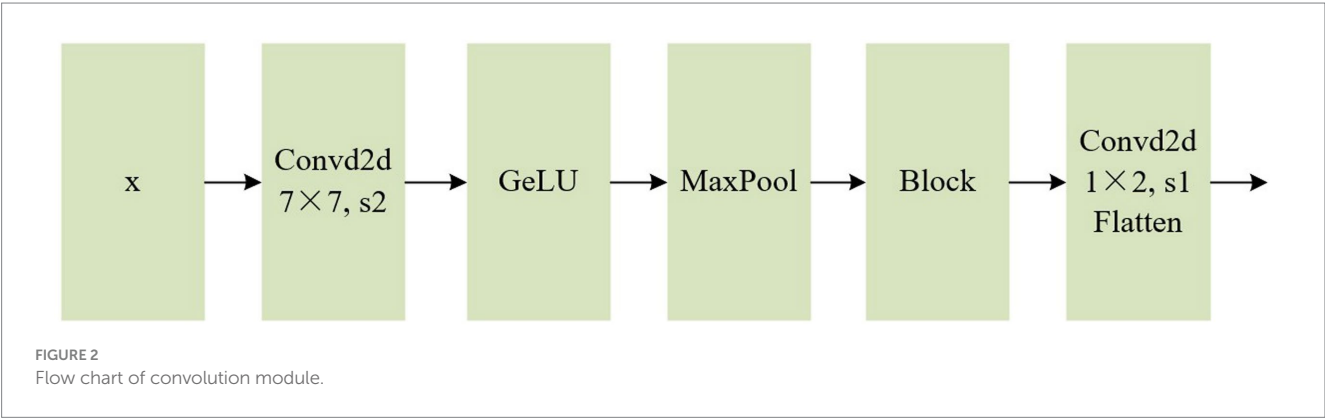 x
Convd2d
7×7, s2
GeLU
MaxPool
Block
Convd2d
1×2, s1
Flatten
FIGURE 2
Flow chart of convolution module.